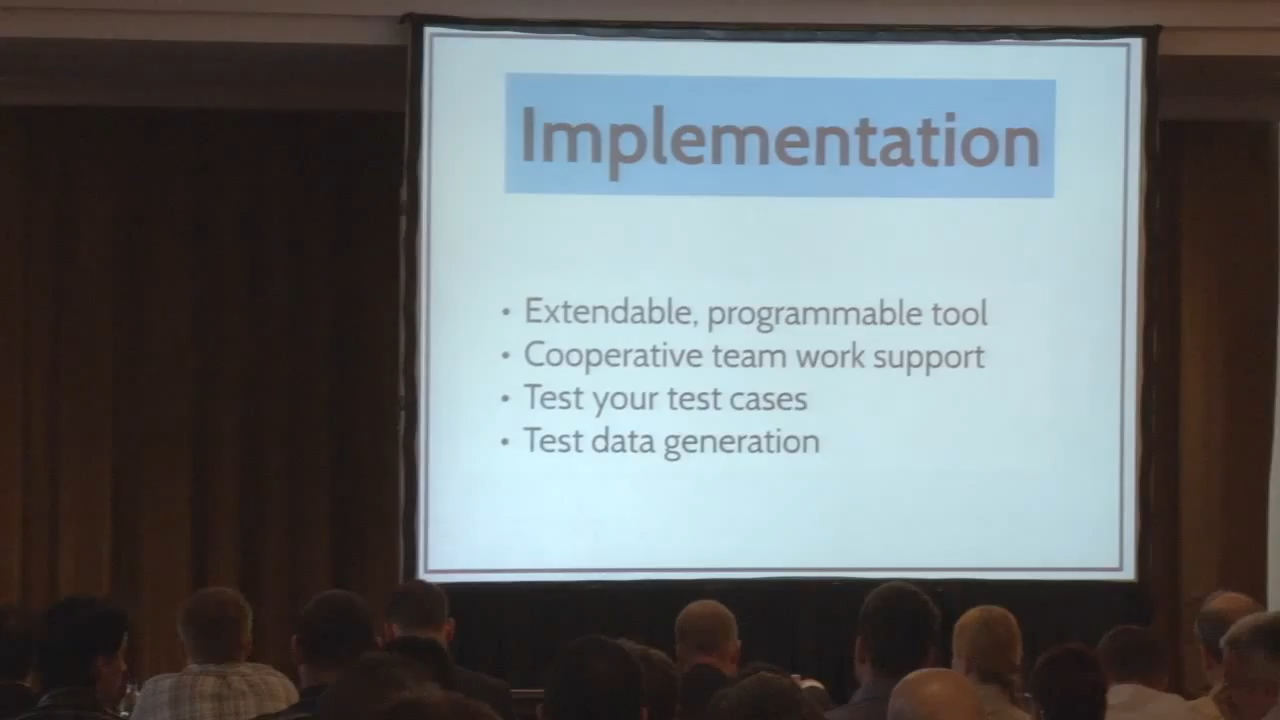 Implementation
• Extendable, programmable tool
• Cooperative team work support
• Test your test cases
• Test data generation